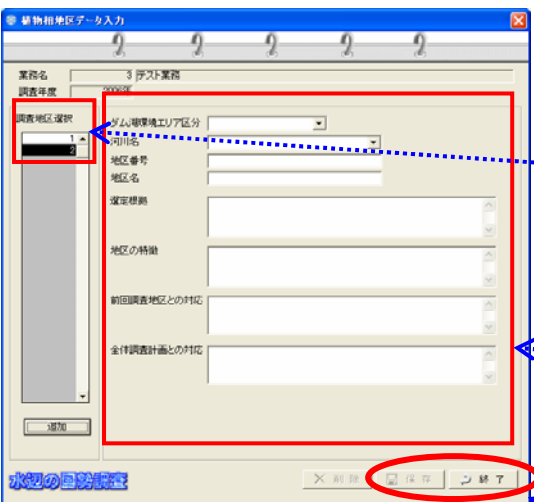 植物相地区データ入力
業務名 3 テスト業務
調査年度 2006年
調査地区選択
1
2
ダム湖環境エリア区分
河川名
地区番号
地区名
選定根拠
地区の特徴
前回調査地区との対応
全体調査計画との対応
追加
水辺の国勢調査
削除 保存 終了